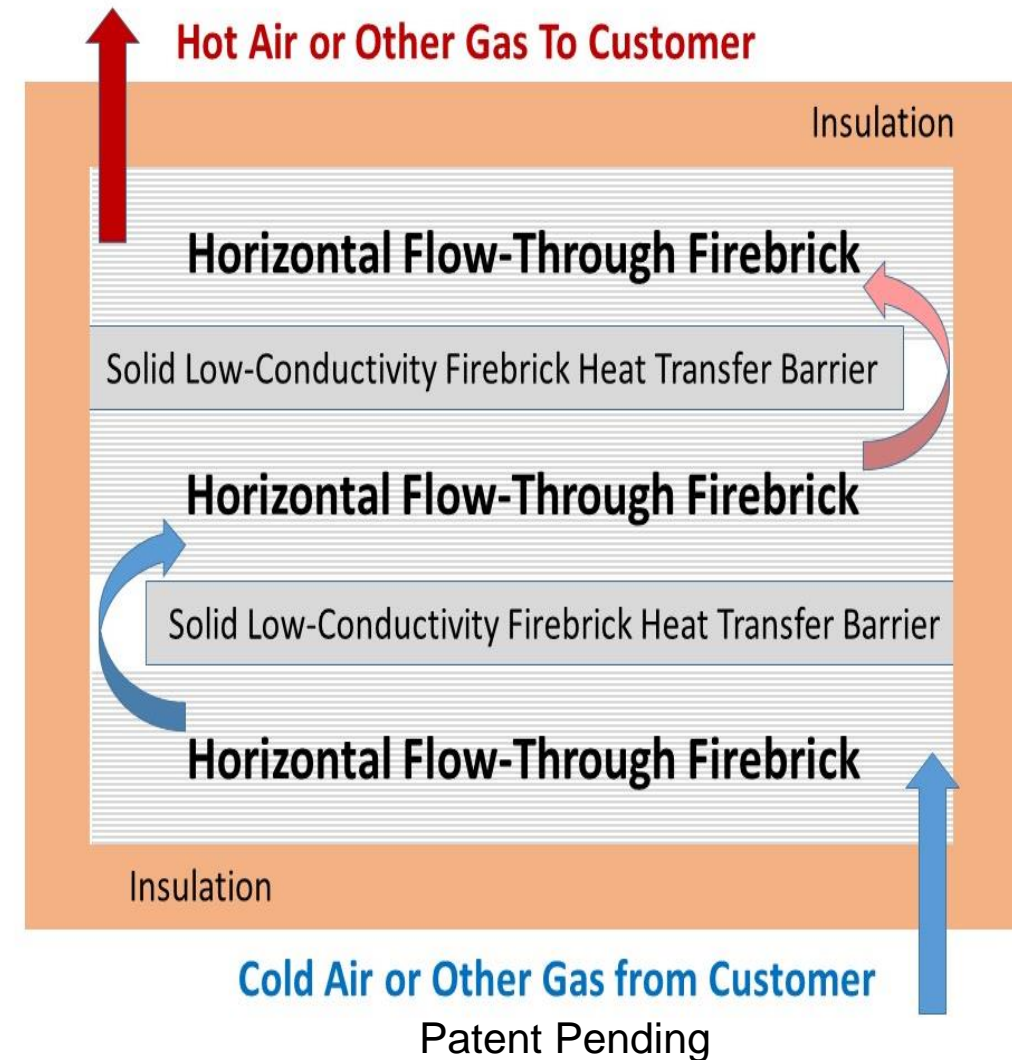 Hot Air or Other Gas To Customer
Insulation
Horizontal Flow-Through Firebrick
Solid Low-Conductivity Firebrick Heat Transfer Barrier
Horizontal Flow-Through Firebrick
Solid Low-Conductivity Firebrick Heat Transfer Barrier
Horizontal Flow-Through Firebrick
Insulation
Cold Air or Other Gas from Customer
Patent Pending